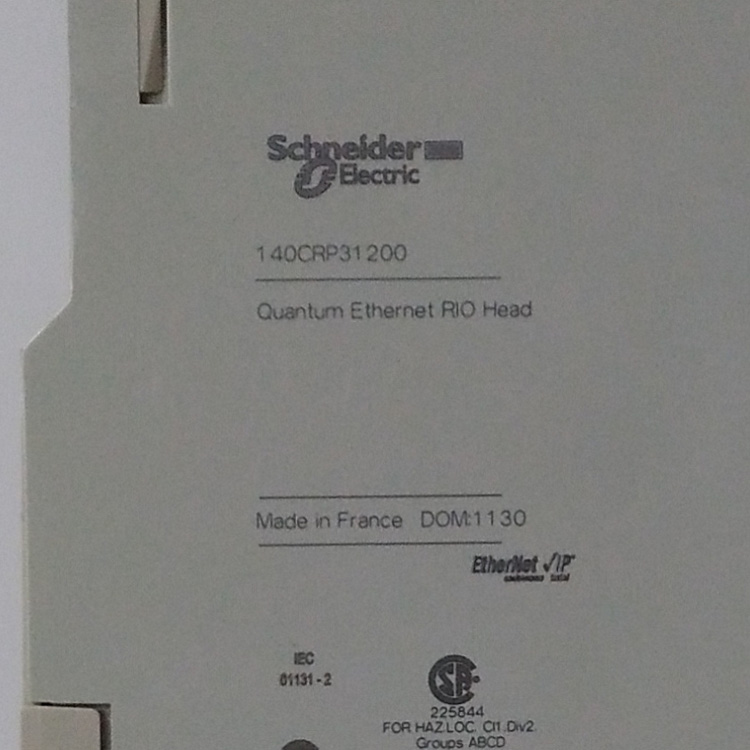 Schneider
Electric
140CRP31200
Quantum Ethernet RIO Head
Made in France DOM:1130
EtherNet/IP
IEC
61131-2
225844
FOR HAZ.LOC. Cl1.Div2.
Groups ABCD